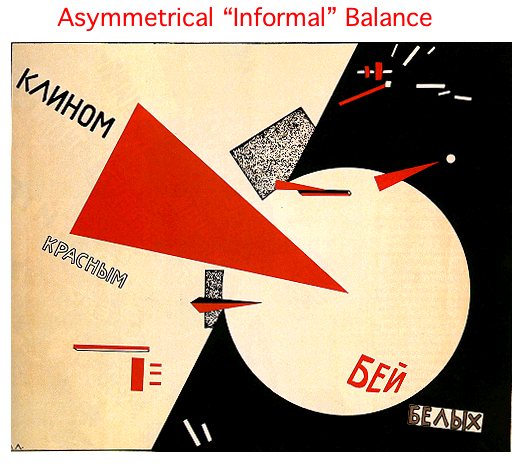 Asymmetrical “Informal” Balance
КЛИНОМ
КРАСНЫМ
БЕЙ
БЕЛЫХ